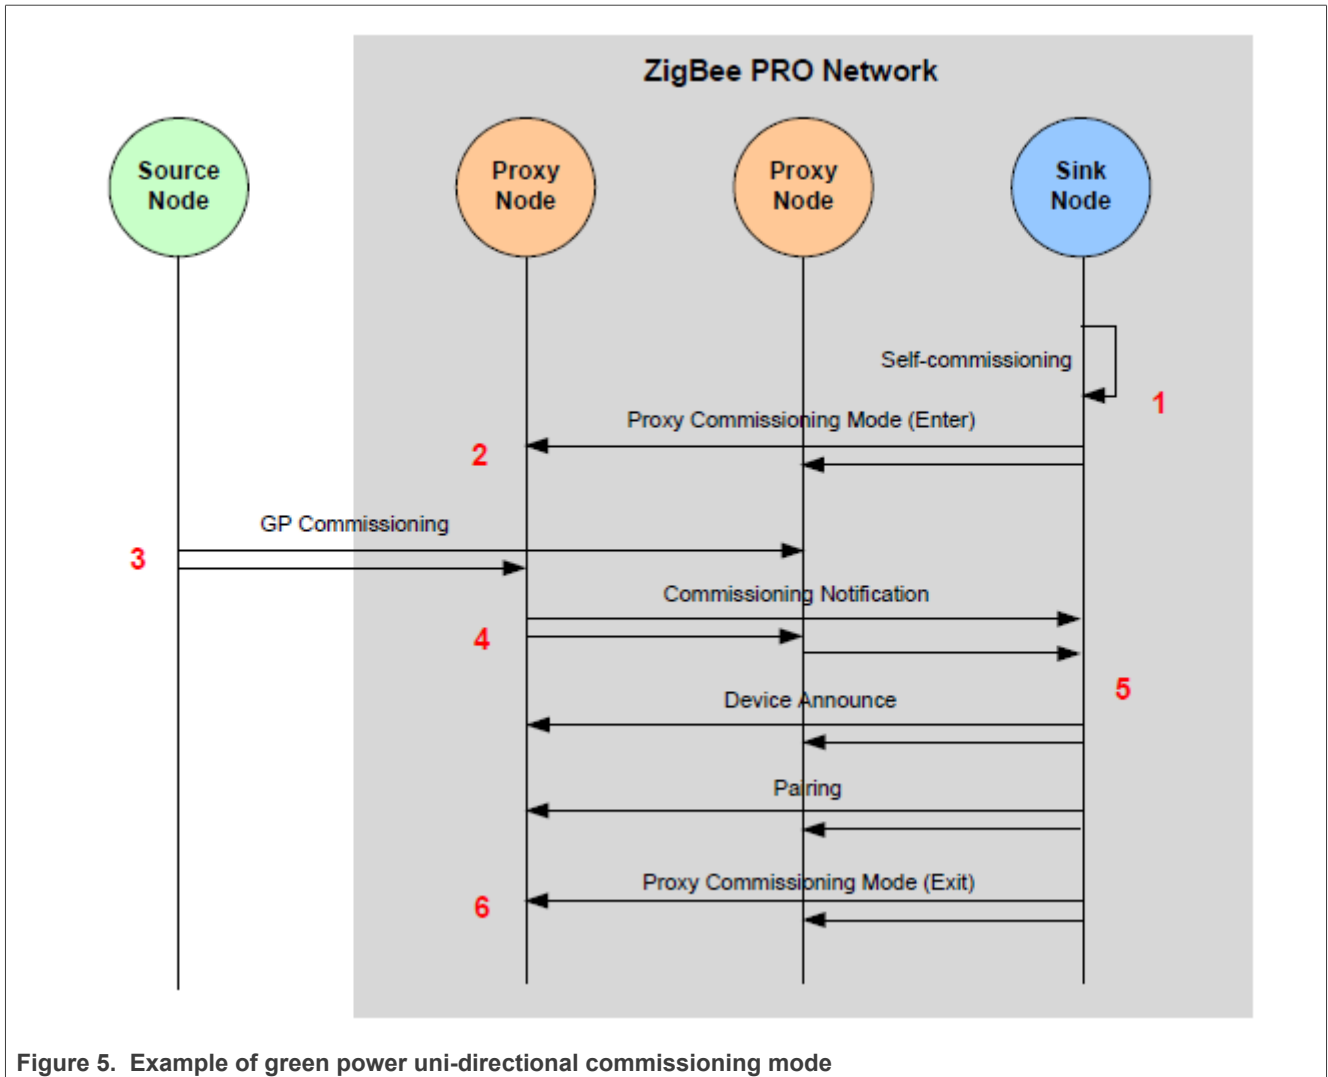 ZigBee PRO Network
Source
Node
Proxy
Node
Proxy
Node
Sink
Node
Self-commissioning
1
Proxy Commissioning Mode (Enter)
2
GP Commissioning
3
Commissioning Notification
4
5
Device Announce
Pairing
Proxy Commissioning Mode (Exit)
6
Figure 5. Example of green power uni-directional commissioning mode